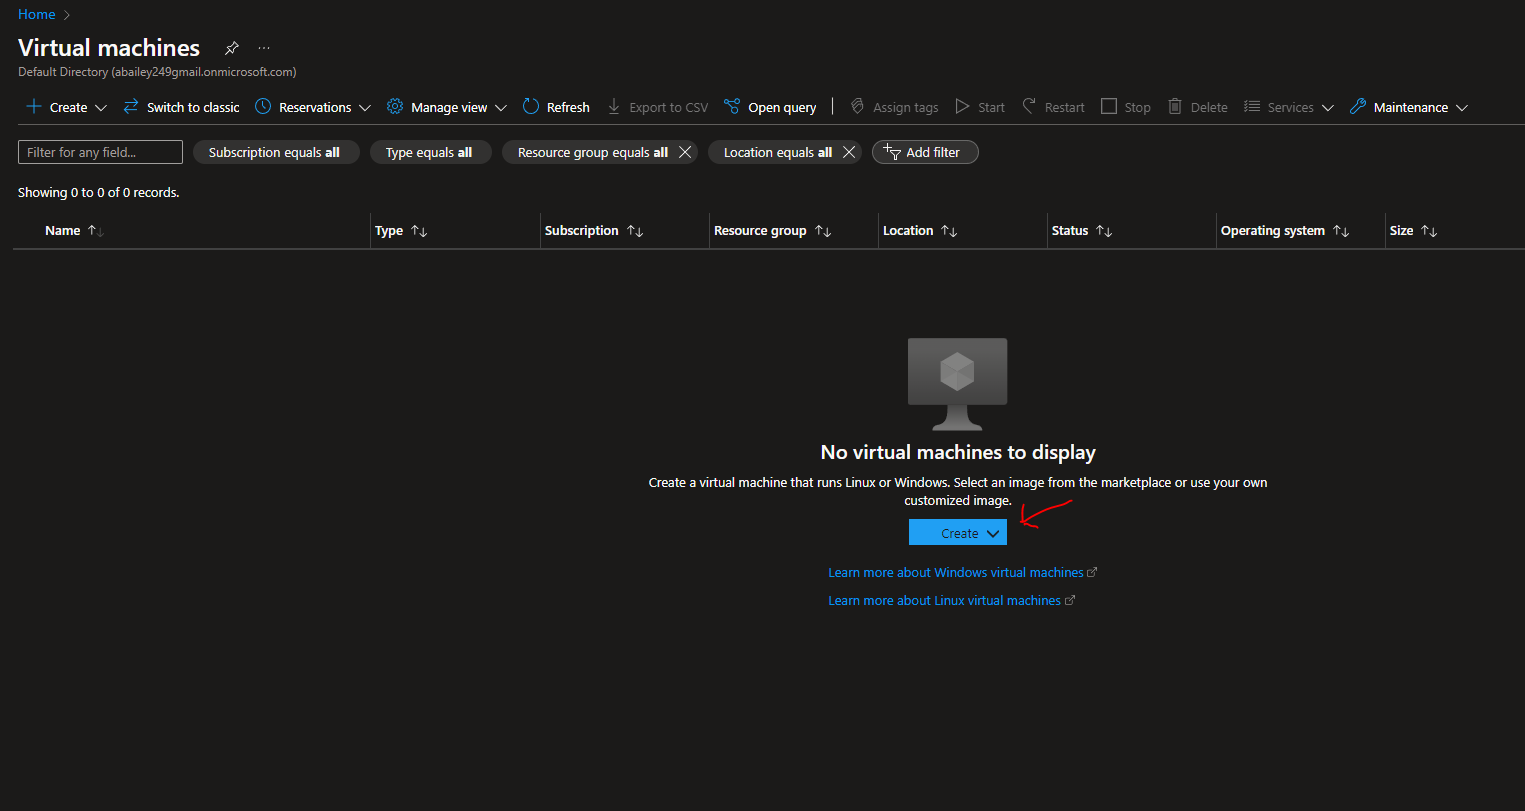 Home
Virtual machines
Default Directory (abailey249gmail.onmicrosoft.com)
Create Switch to classic Reservations Manage view Refresh Export to CSV Open query Assign tags Start Restart Stop Delete Services Maintenance
Filter for any field... Subscription equals all Type equals all Resource group equals all Location equals all Add filter
Showing 0 to 0 of 0 records.
Name Type Subscription Resource group Location Status Operating system Size
No virtual machines to display
Create a virtual machine that runs Linux or Windows. Select an image from the marketplace or use your own
customized image.
Create
Learn more about Windows virtual machines
Learn more about Linux virtual machines